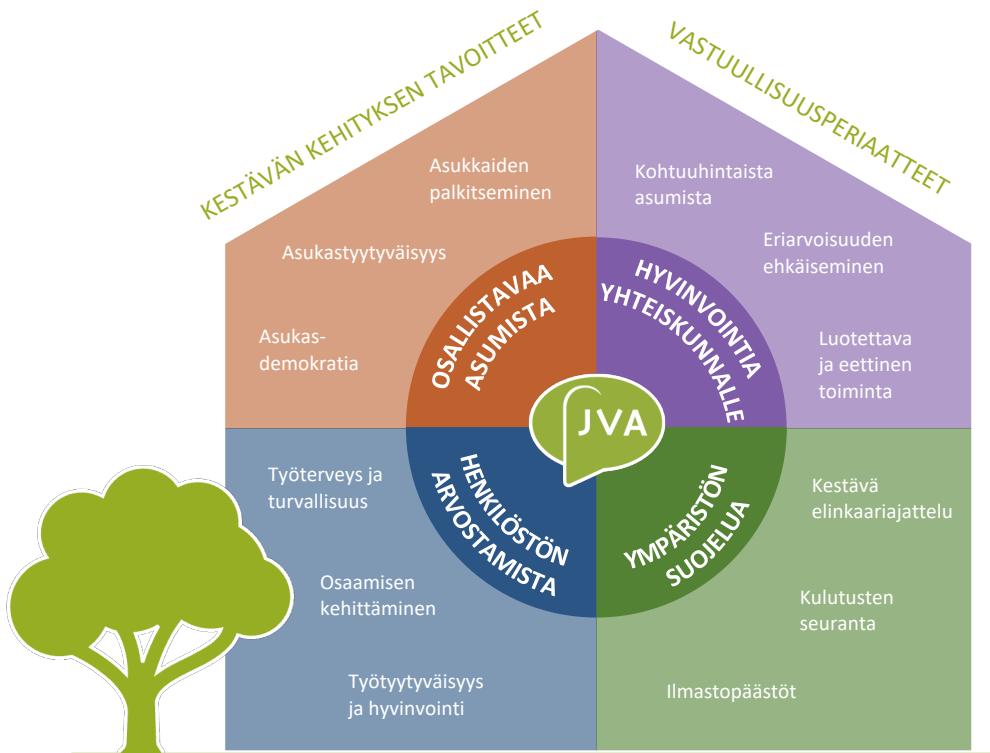 KESTÄVÄN KEHITYKSEN TAVOITTEET
VASTUULLISUUSPERIAATTEET
Asukkaiden
palkitseminen
Asukastyytyväisyys
Asukas-
demokratia
OSALLISTAVAA
ASUMISTA
Kohtuuhintaista
asumista
Eriarvoisuuden
ehkäiseminen
Luotettava
ja eettinen
toiminta
HYVINVOINTIA
YHTEISKUNNALLE
JVA
Työterveys ja
turvallisuus
Osaamisen
kehittäminen
Työtyytyväisyys
ja hyvinvointi
HENKILÖSTÖN
ARVOSTAMISTA
YMPÄRISTÖN
SUOJELUA
Kestävä
elinkaariajattelu
Kulutusten
seuranta
Ilmastopäästöt